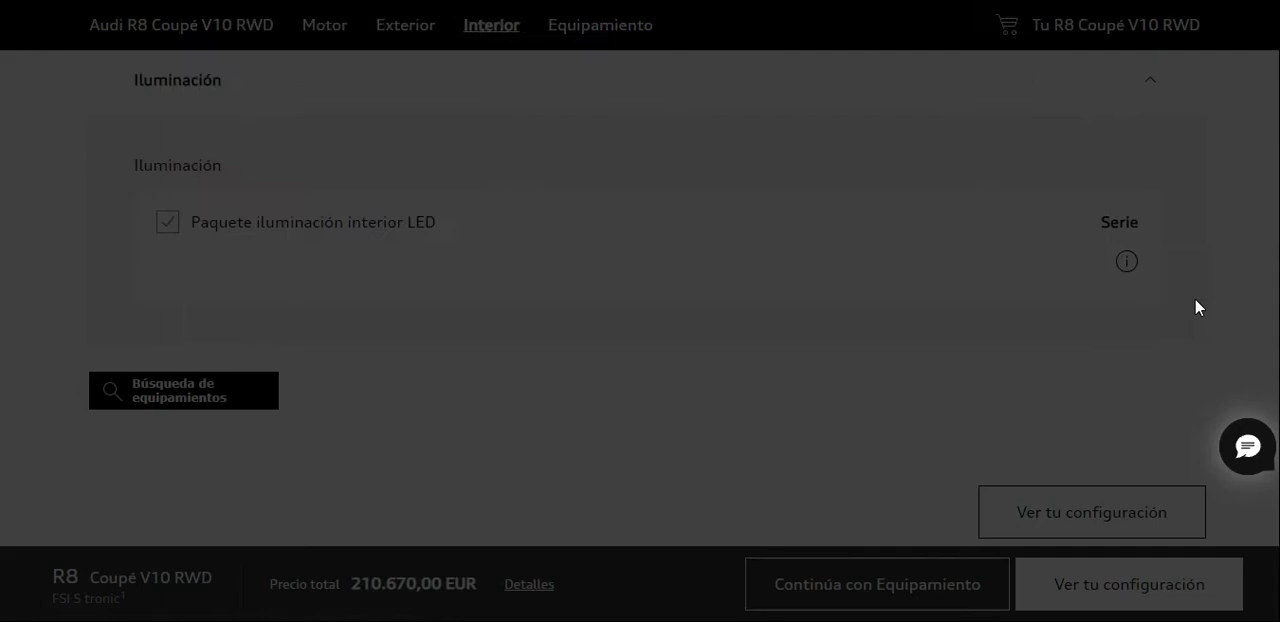 Audi R8 Coupé V10 RWD Motor Exterior Interior Equipamiento Tu R8 Coupé V10 RWD
Iluminación
Iluminación
Paquete iluminación interior LED Serie
Búsqueda de
equipamientos
Ver tu configuración
R8 Coupé V10 RWD
FSI S tronic¹
Precio total 210.670,00 EUR Detalles
Continúa con Equipamiento
Ver tu configuración